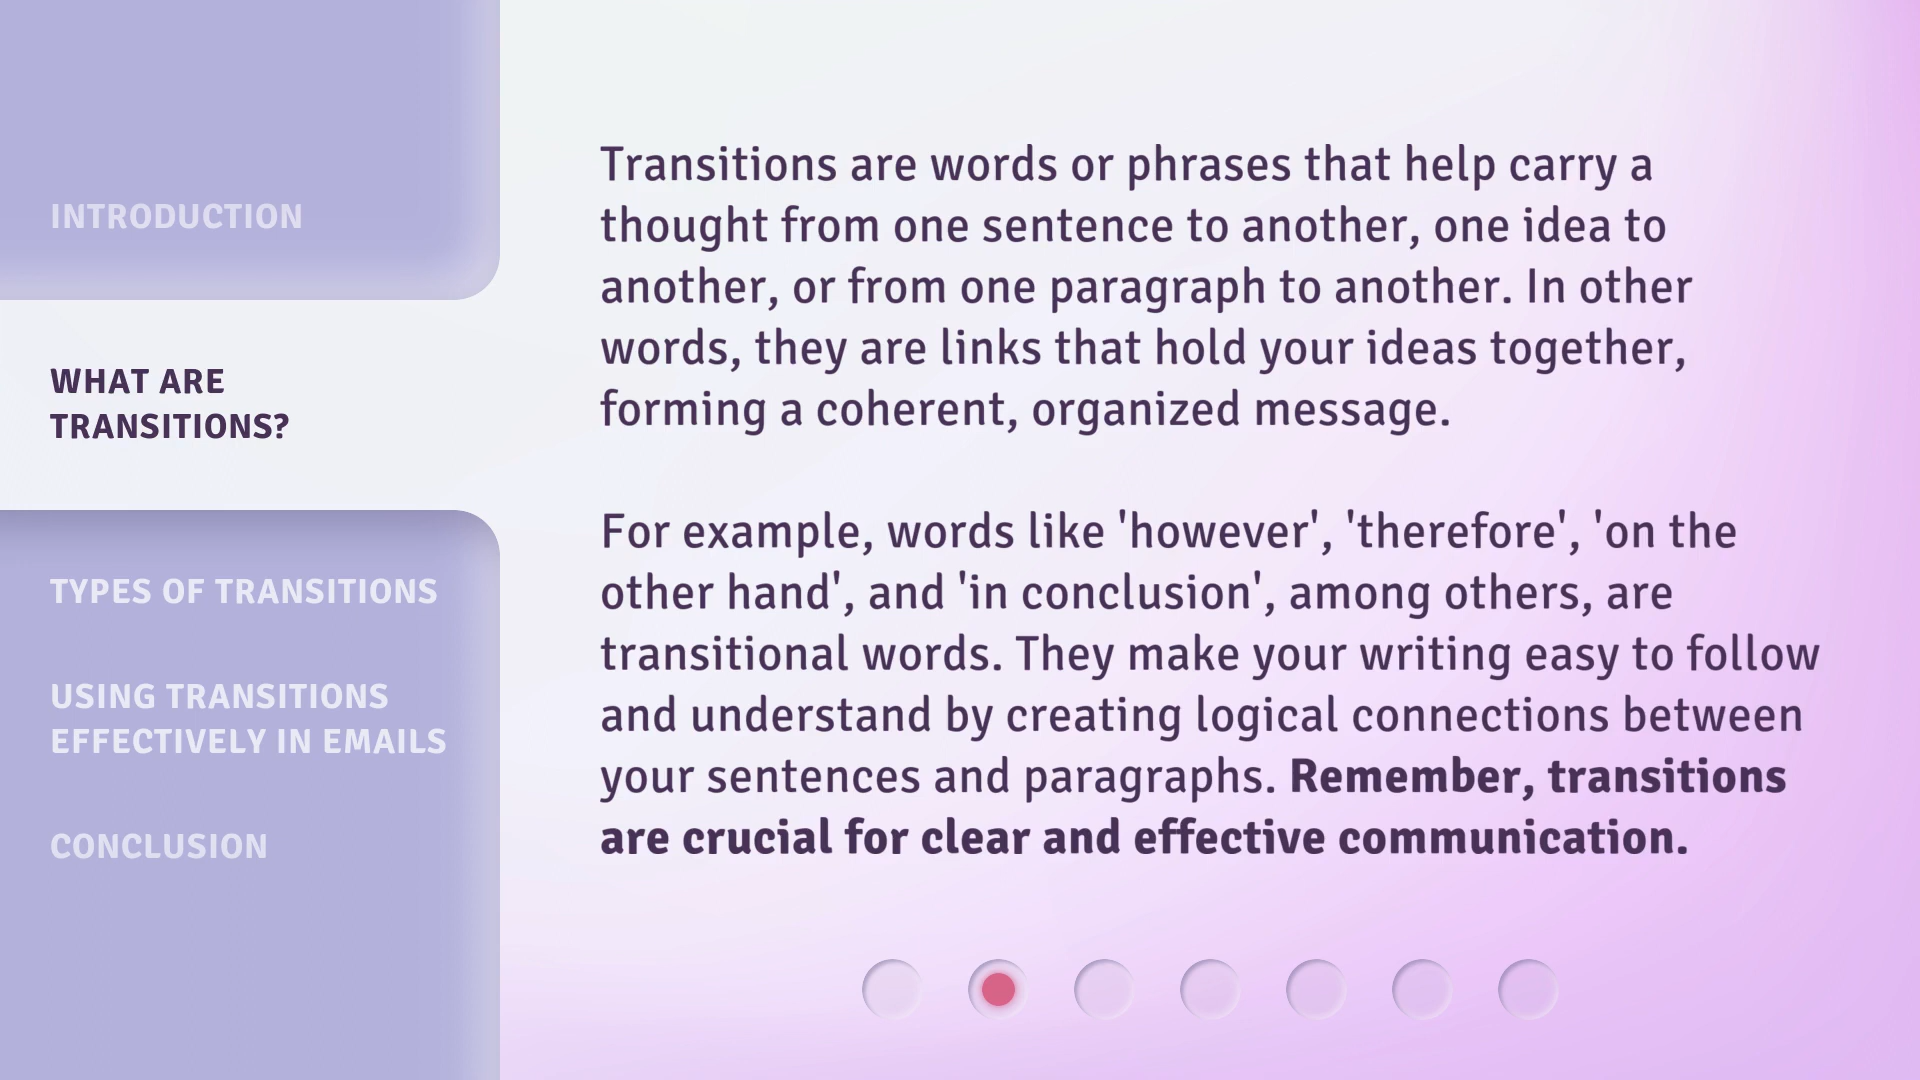 INTRODUCTION
WHAT ARE
TRANSITIONS?
TYPES OF TRANSITIONS
USING TRANSITIONS
EFFECTIVELY IN EMAILS
CONCLUSION
Transitions are words or phrases that help carry a
thought from one sentence to another, one idea to
another, or from one paragraph to another. In other
words, they are links that hold your ideas together,
forming a coherent, organized message.
For example, words like 'however', 'therefore', 'on the
other hand', and 'in conclusion', among others, are
transitional words. They make your writing easy to follow
and understand by creating logical connections between
your sentences and paragraphs. Remember, transitions
are crucial for clear and effective communication.